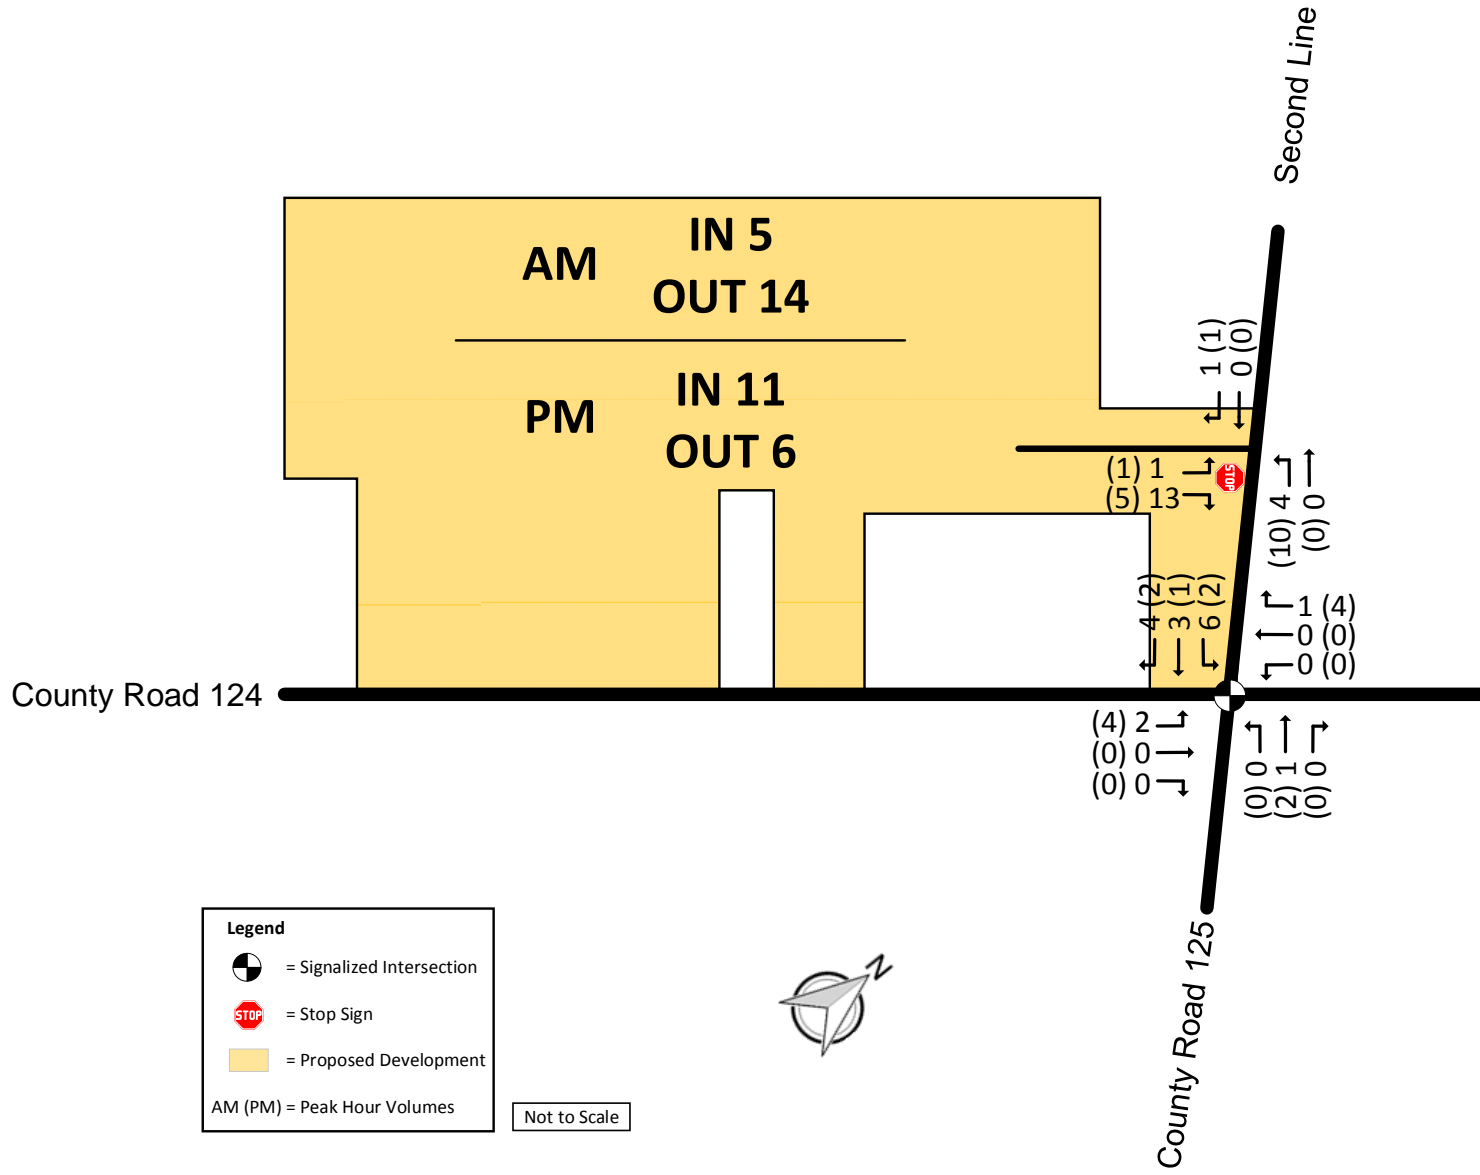 Second Line
IN 5
AM
OUT 14
IN 11
PM
OUT 6
1 (1)
0 (0)
(1) 1
(5) 13
STOP
(10) 4
(0) 0
4 (2)
3 (1)
6 (2)
1 (4)
0 (0)
0 (0)
County Road 124
(4) 2
(0) 0
(0) 0
(0) 0
(2) 1
(0) 0
County Road 125
Legend
= Signalized Intersection
STOP = Stop Sign
= Proposed Development
AM (PM) = Peak Hour Volumes
Not to Scale
N